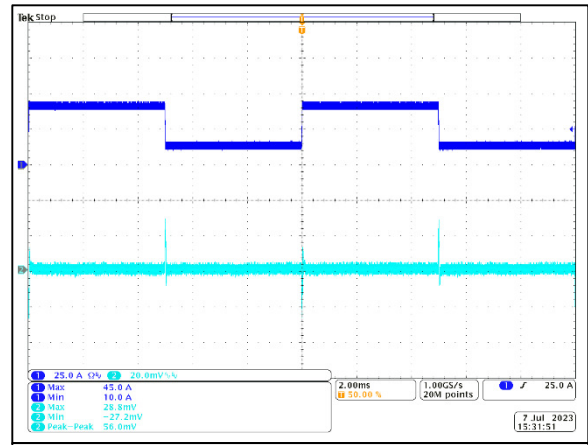 Tek Stop
T
T
1
2
1 25.0 A Ω 2 20.0mV
1 Max 45.0 A
1 Min 10.0 A
2 Max 28.8mV
2 Min −27.2mV
2 Peak−Peak 56.0mV
2.00ms
T 50.00 %
1.00GS/s
20M points
1 25.0 A
7 Jul 2023
15:31:51